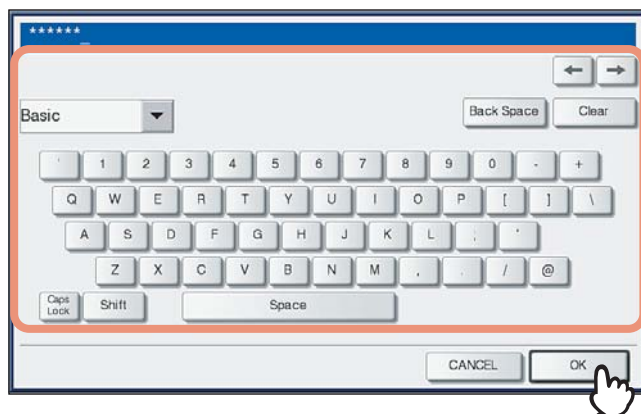 ******_
← →
Basic Back Space Clear
` 1 2 3 4 5 6 7 8 9 0 - +
Q W E R T Y U I O P [ ] \
A S D F G H J K L ; '
Z X C V B N M , . / @
Caps Lock Shift Space
CANCEL OK